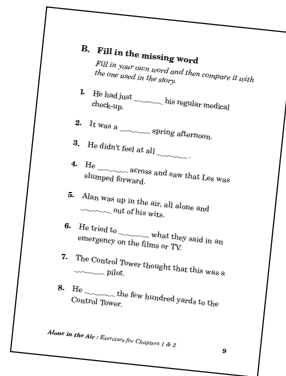 B. Fill in the missing word
Fill in your own word and then compare it with
the one used in the story.
1. He had just ______ his regular medical
check-up.
2. It was a ______ spring afternoon.
3. He didn't feel at all ______.
4. He ______ across and saw that Les was
slumped forward.
5. Alan was up in the air, all alone and
______ out of his wits.
6. He tried to ______ what they said in an
emergency on the films or TV.
7. The Control Tower thought that this was a
______ pilot.
8. He ______ the few hundred yards to the
Control Tower.
Alone in the Air : Exercises for Chapters 1 & 2
9